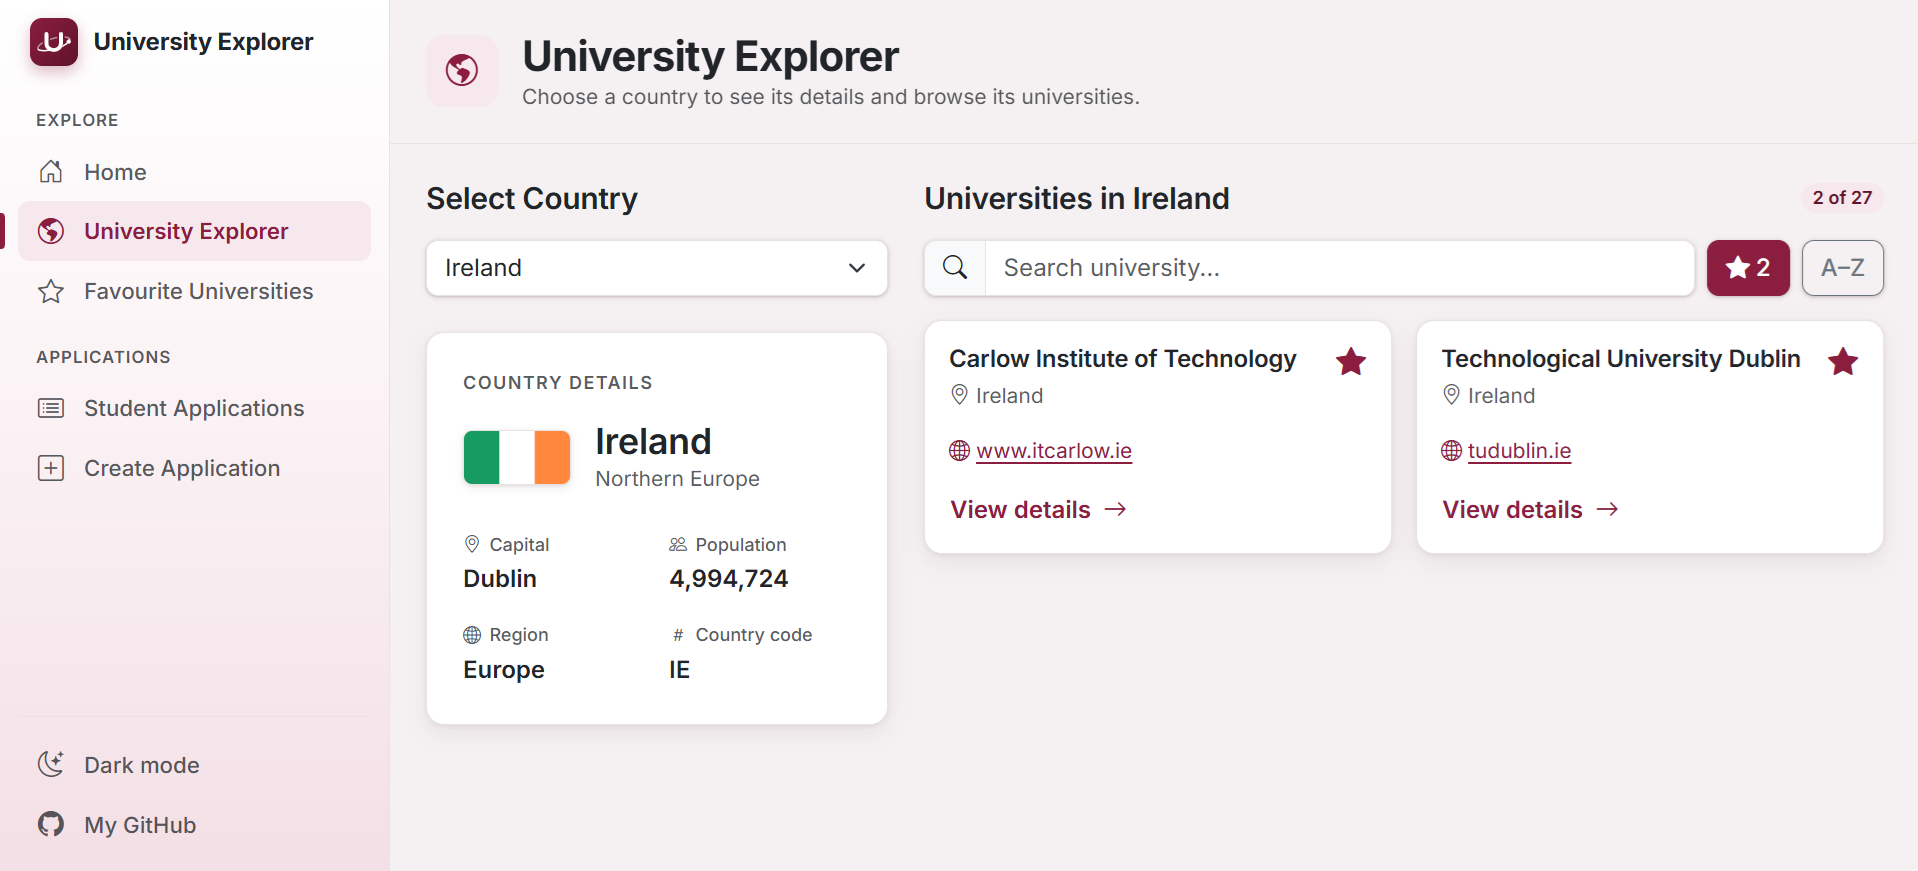 University Explorer
EXPLORE
Home
University Explorer
Favourite Universities
APPLICATIONS
Student Applications
Create Application
Dark mode
My GitHub
University Explorer
Choose a country to see its details and browse its universities.
Select Country
Ireland
COUNTRY DETAILS
Ireland
Northern Europe
Capital
Dublin
Population
4,994,724
Region
Europe
# Country code
IE
Universities in Ireland
2 of 27
Search university...
2
A–Z
Carlow Institute of Technology
Ireland
www.itcarlow.ie
View details
Technological University Dublin
Ireland
tudublin.ie
View details